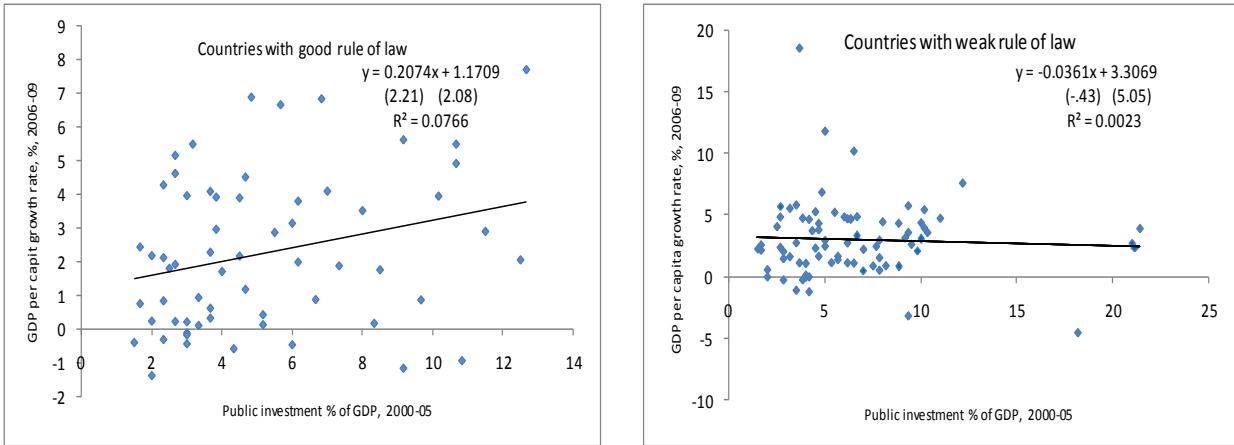 Countries with good rule of law
y = 0.2074x + 1.1709
(2.21) (2.08)
R² = 0.0766
GDP per capit growth rate, %, 2006-09
9
8
7
6
5
4
3
2
1
0
-1
-2
0 2 4 6 8 10 12 14
Public investment % of GDP, 2000-05
Countries with weak rule of law
y = -0.0361x + 3.3069
(-.43) (5.05)
R² = 0.0023
GDP per capita growth rate, %, 2006-09
20
15
10
5
0
-5
-10
0 5 10 15 20 25
Public investment % of GDP, 2000-05